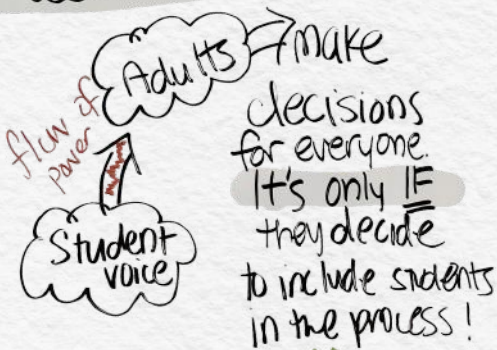 Adults → make
decisions
for everyone.
It's only IF
they decide
to include students
in the process!
flow of
power
Student
voice